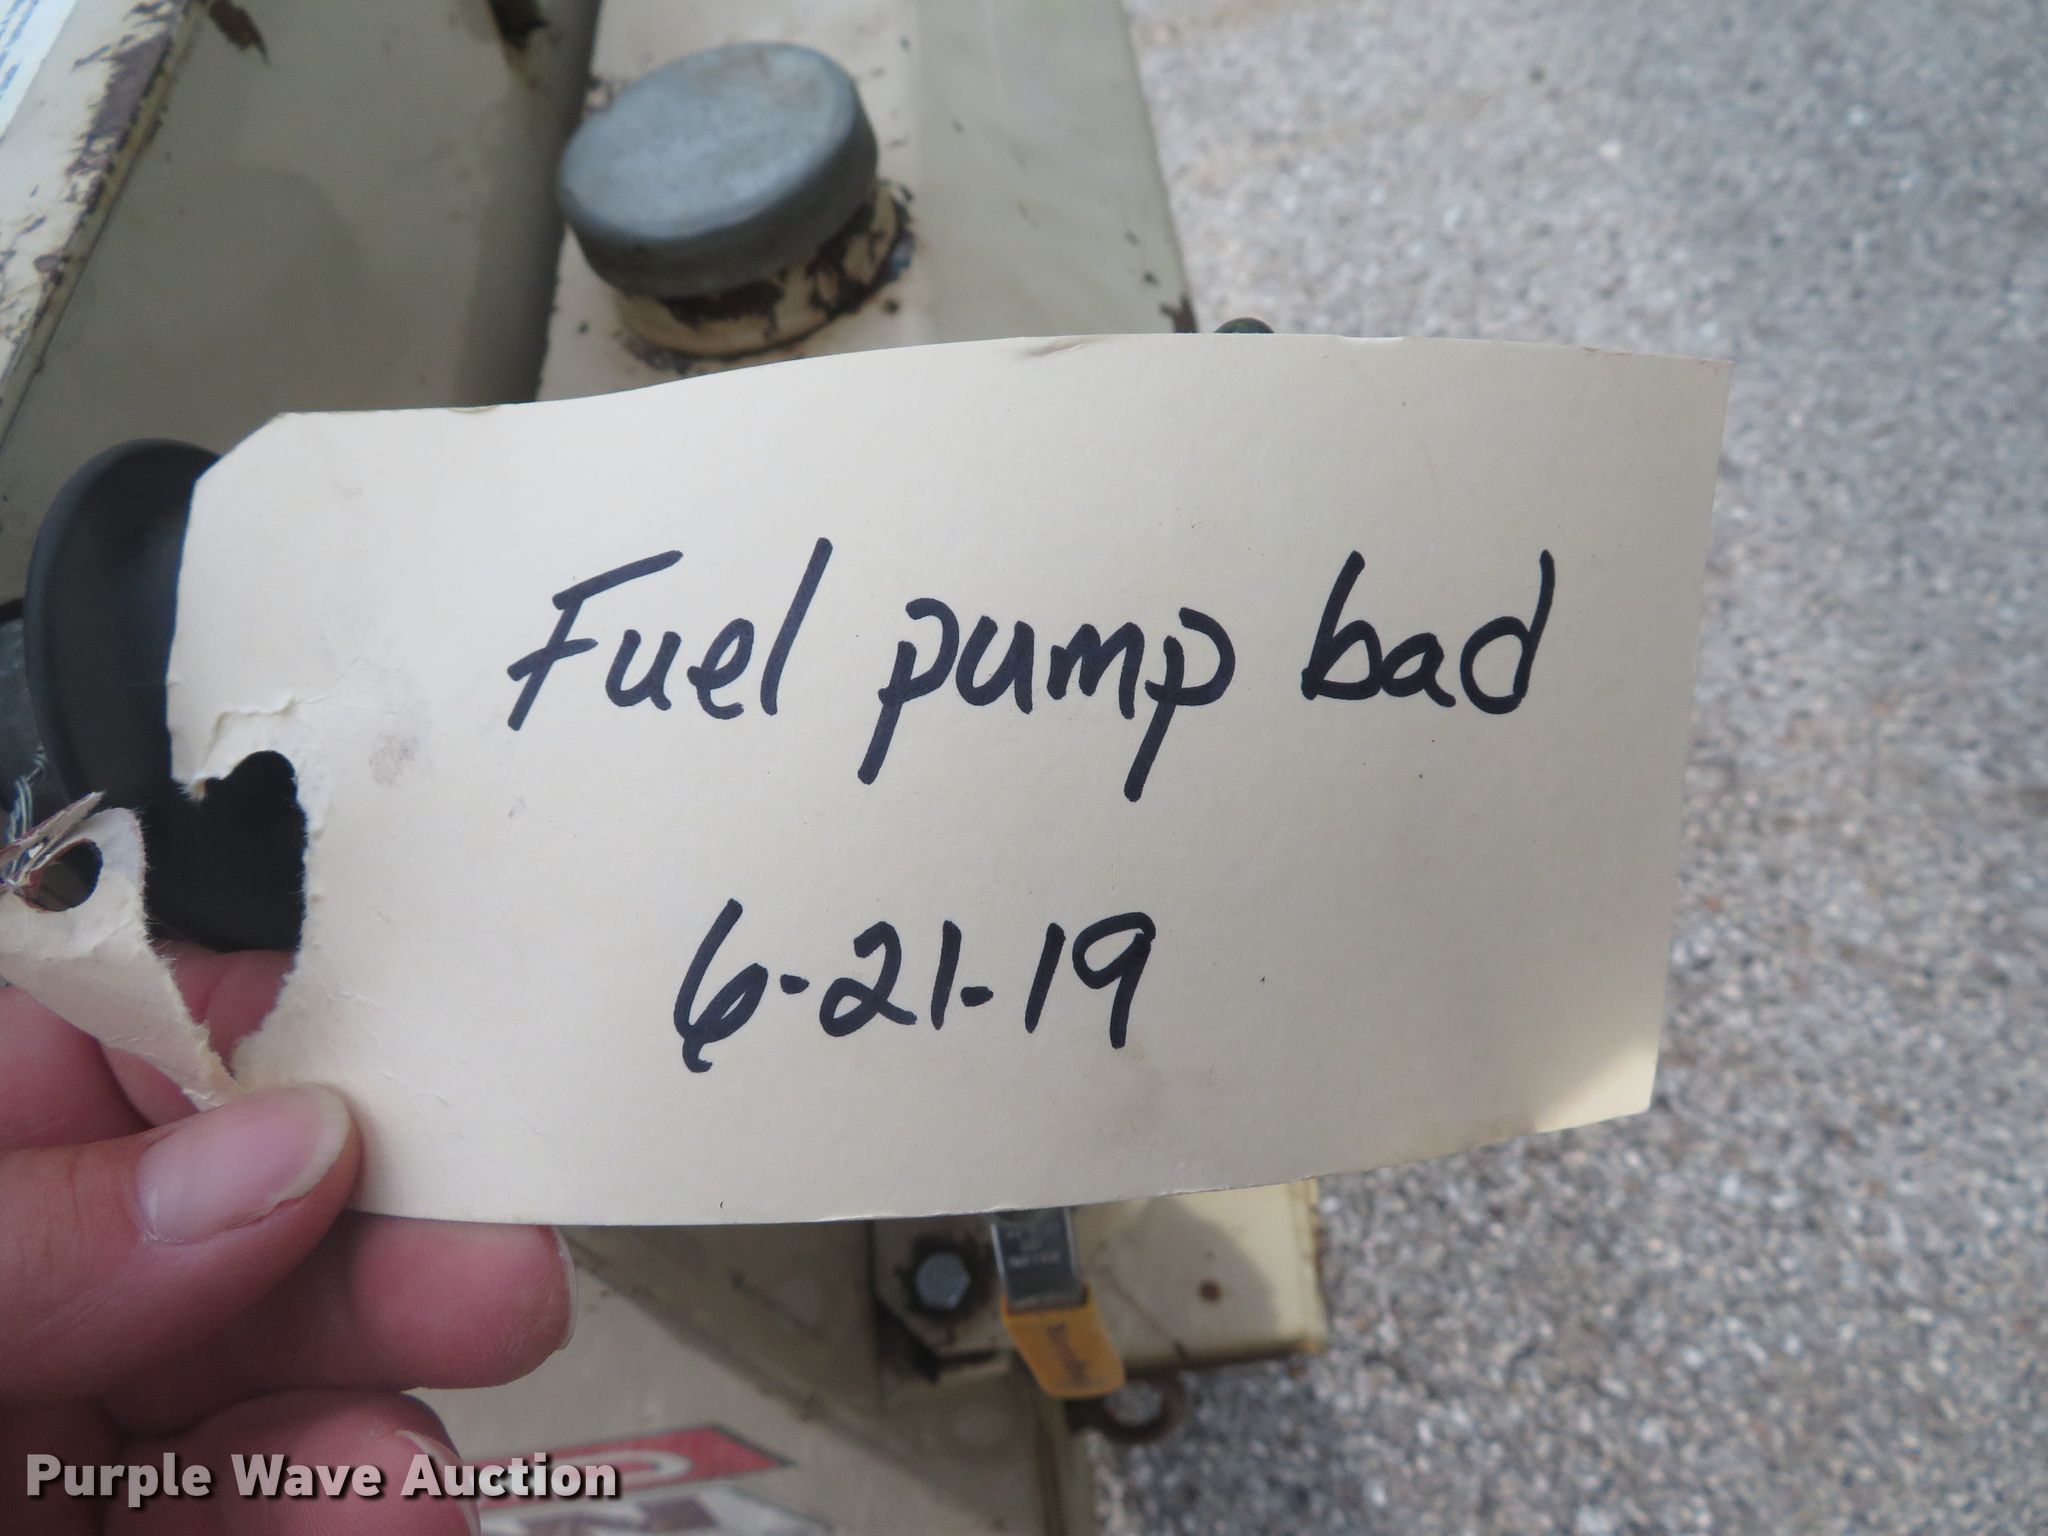 Fuel pump bad
6-21-19
Purple Wave Auction